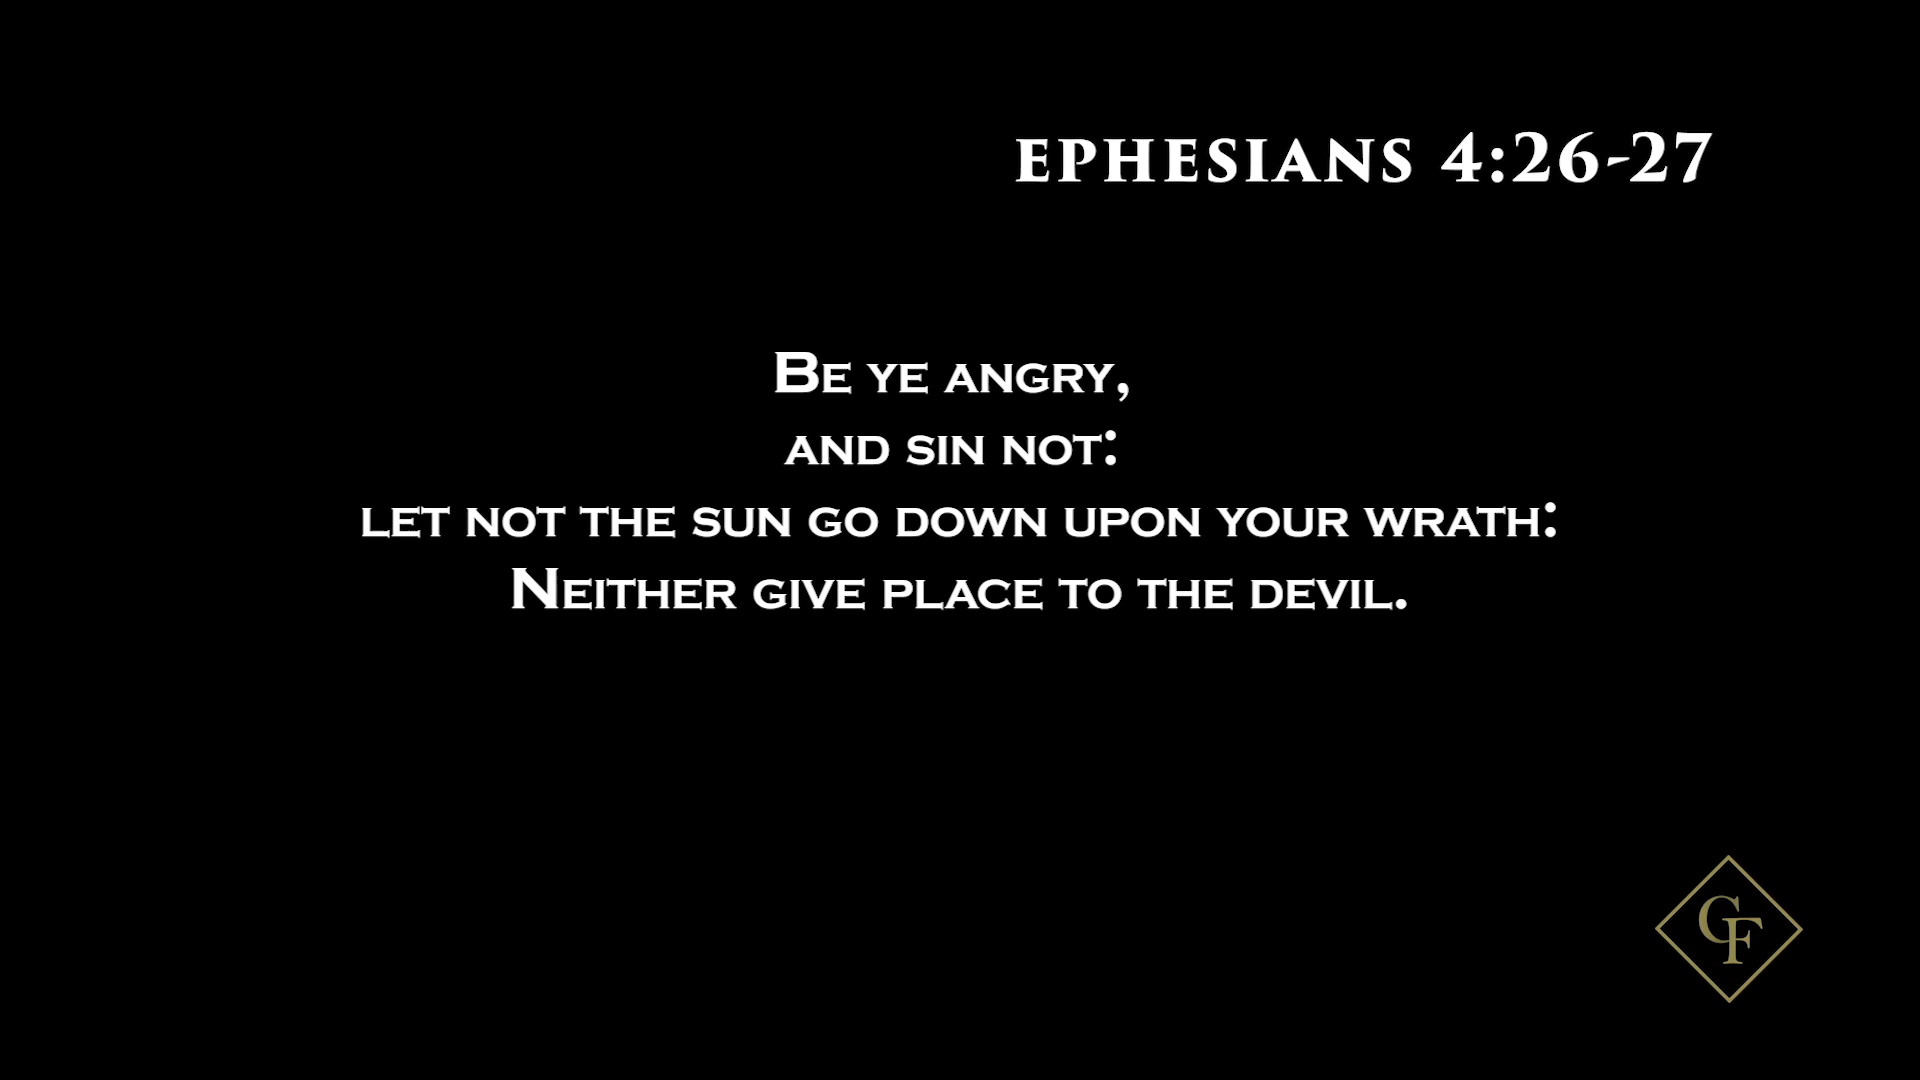 EPHESIANS 4:26-27
Be ye angry,
and sin not:
let not the sun go down upon your wrath:
Neither give place to the devil.
CF